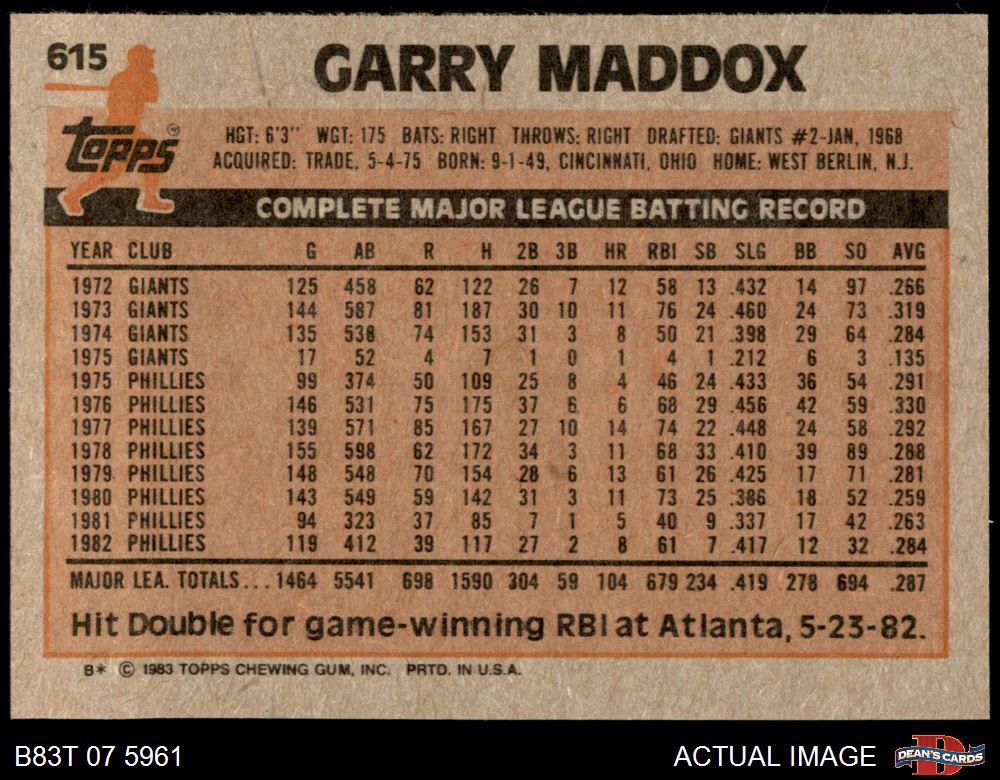 615
GARRY MADDOX
Topps
HGT: 6'3" WGT: 175 BATS: RIGHT THROWS: RIGHT DRAFTED: GIANTS #2-JAN, 1968
ACQUIRED: TRADE, 5-4-75 BORN: 9-1-49, CINCINNATI, OHIO HOME: WEST BERLIN, N.J.
COMPLETE MAJOR LEAGUE BATTING RECORD
YEAR CLUB G AB R H 2B 3B HR RBI SB SLG BB SO AVG
1972 GIANTS 125 458 62 122 26 7 12 58 13 .432 14 97 .266
1973 GIANTS 144 587 81 187 30 10 11 76 24 .460 24 73 .319
1974 GIANTS 135 538 74 153 31 3 8 50 21 .398 29 64 .284
1975 GIANTS 17 52 4 7 1 0 1 4 1 .212 6 3 .135
1975 PHILLIES 99 374 50 109 25 8 4 46 24 .433 36 54 .291
1976 PHILLIES 146 531 75 175 37 6 6 68 29 .456 42 59 .330
1977 PHILLIES 139 571 85 167 27 10 14 74 22 .448 24 58 .292
1978 PHILLIES 155 598 62 172 34 3 11 68 33 .410 39 89 .288
1979 PHILLIES 148 548 70 154 28 6 13 61 26 .425 17 71 .281
1980 PHILLIES 143 549 59 142 31 3 11 73 25 .386 18 52 .259
1981 PHILLIES 94 323 37 85 7 1 5 40 9 .337 17 42 .263
1982 PHILLIES 119 412 39 117 27 2 8 61 7 .417 12 32 .284
MAJOR LEA. TOTALS... 1464 5541 698 1590 304 59 104 679 234 .419 278 694 .287
Hit Double for game-winning RBI at Atlanta, 5-23-82.
B* © 1983 TOPPS CHEWING GUM, INC. PRTD. IN U.S.A.
B83T 07 5961 ACTUAL IMAGE DEAN'S CARDS